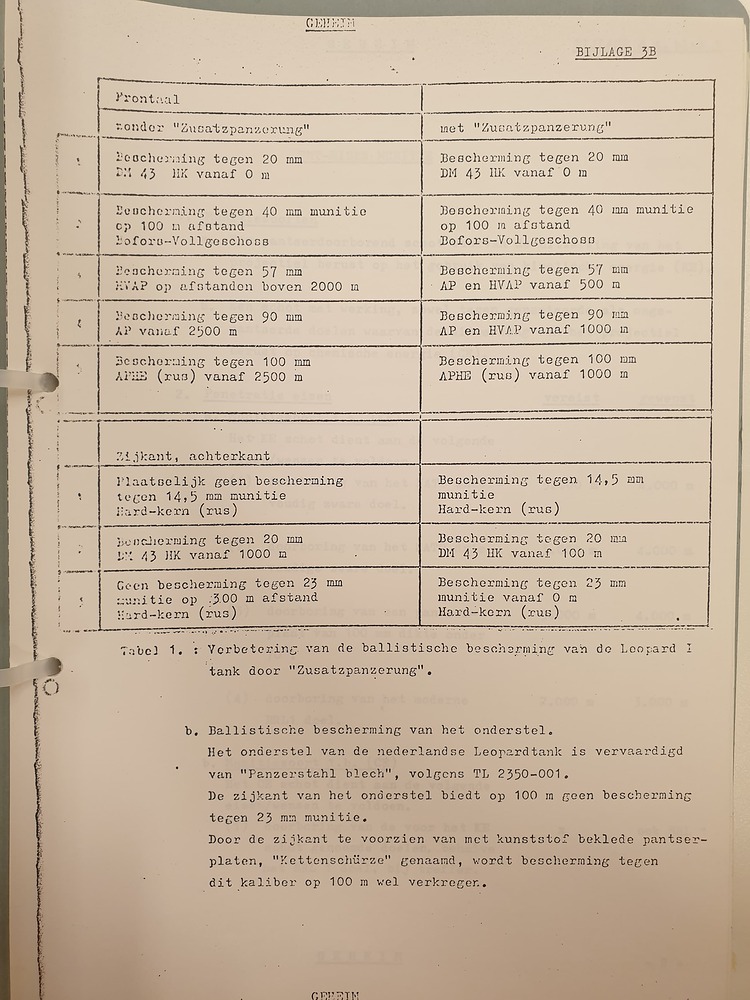 GEHEIM
BIJLAGE 3B
Frontaal
zonder "Zusatzpanzerung"
met "Zusatzpanzerung"
Bescherming tegen 20 mm
DM 43 HK vanaf 0 m
Bescherming tegen 20 mm
DM 43 HK vanaf 0 m
Bescherming tegen 40 mm munitie
op 100 m afstand
Bofors-Vollgeschoss
Bescherming tegen 40 mm munitie
op 100 m afstand
Bofors-Vollgeschoss
Bescherming tegen 57 mm
HVAP op afstanden boven 2000 m
Bescherming tegen 57 mm
AP en HVAP vanaf 500 m
Bescherming tegen 90 mm
AP vanaf 2500 m
Bescherming tegen 90 mm
AP en HVAP vanaf 1000 m
Bescherming tegen 100 mm
APHE (rus) vanaf 2500 m
Bescherming tegen 100 mm
APHE (rus) vanaf 1000 m
Zijkant, achterkant
Plaatselijk geen bescherming
tegen 14,5 mm munitie
Hard-kern (rus)
Bescherming tegen 14,5 mm
munitie
Hard-kern (rus)
Bescherming tegen 20 mm
DM 43 HK vanaf 1000 m
Bescherming tegen 20 mm
DM 43 HK vanaf 100 m
Geen bescherming tegen 23 mm
munitie op 300 m afstand
Hard-kern (rus)
Bescherming tegen 23 mm
munitie vanaf 0 m
Hard-kern (rus)
Tabel 1. : Verbetering van de ballistische bescherming van de Leopard I
tank door "Zusatzpanzerung".
b. Ballistische bescherming van het onderstel.
Het onderstel van de nederlandse Leopardtank is vervaardigd
van "Panzerstahl blech", volgens TL 2350-001.
De zijkant van het onderstel biedt op 100 m geen bescherming
tegen 23 mm munitie.
Door de zijkant te voorzien van met kunststof beklede pantser-
platen, "Kettenschürze" genaamd, wordt bescherming tegen
dit kaliber op 100 m wel verkregen.
GEHEIM